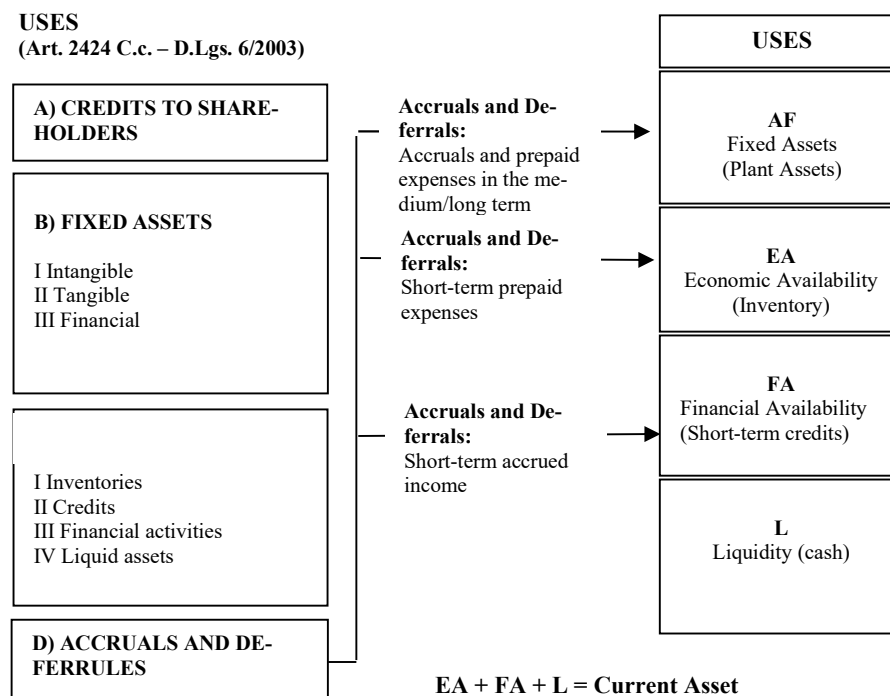 USES
(Art. 2424 C.c. – D.Lgs. 6/2003)
A) CREDITS TO SHARE-
HOLDERS
B) FIXED ASSETS
I Intangible
II Tangible
III Financial
I Inventories
II Credits
III Financial activities
IV Liquid assets
D) ACCRUALS AND DE-
FERRULES
Accruals and De-
ferrals:
Accruals and prepaid
expenses in the me-
dium/long term
Accruals and De-
ferrals:
Short-term prepaid
expenses
Accruals and De-
ferrals:
Short-term accrued
income
USES
AF
Fixed Assets
(Plant Assets)
EA
Economic Availability
(Inventory)
FA
Financial Availability
(Short-term credits)
L
Liquidity (cash)
EA + FA + L = Current Asset